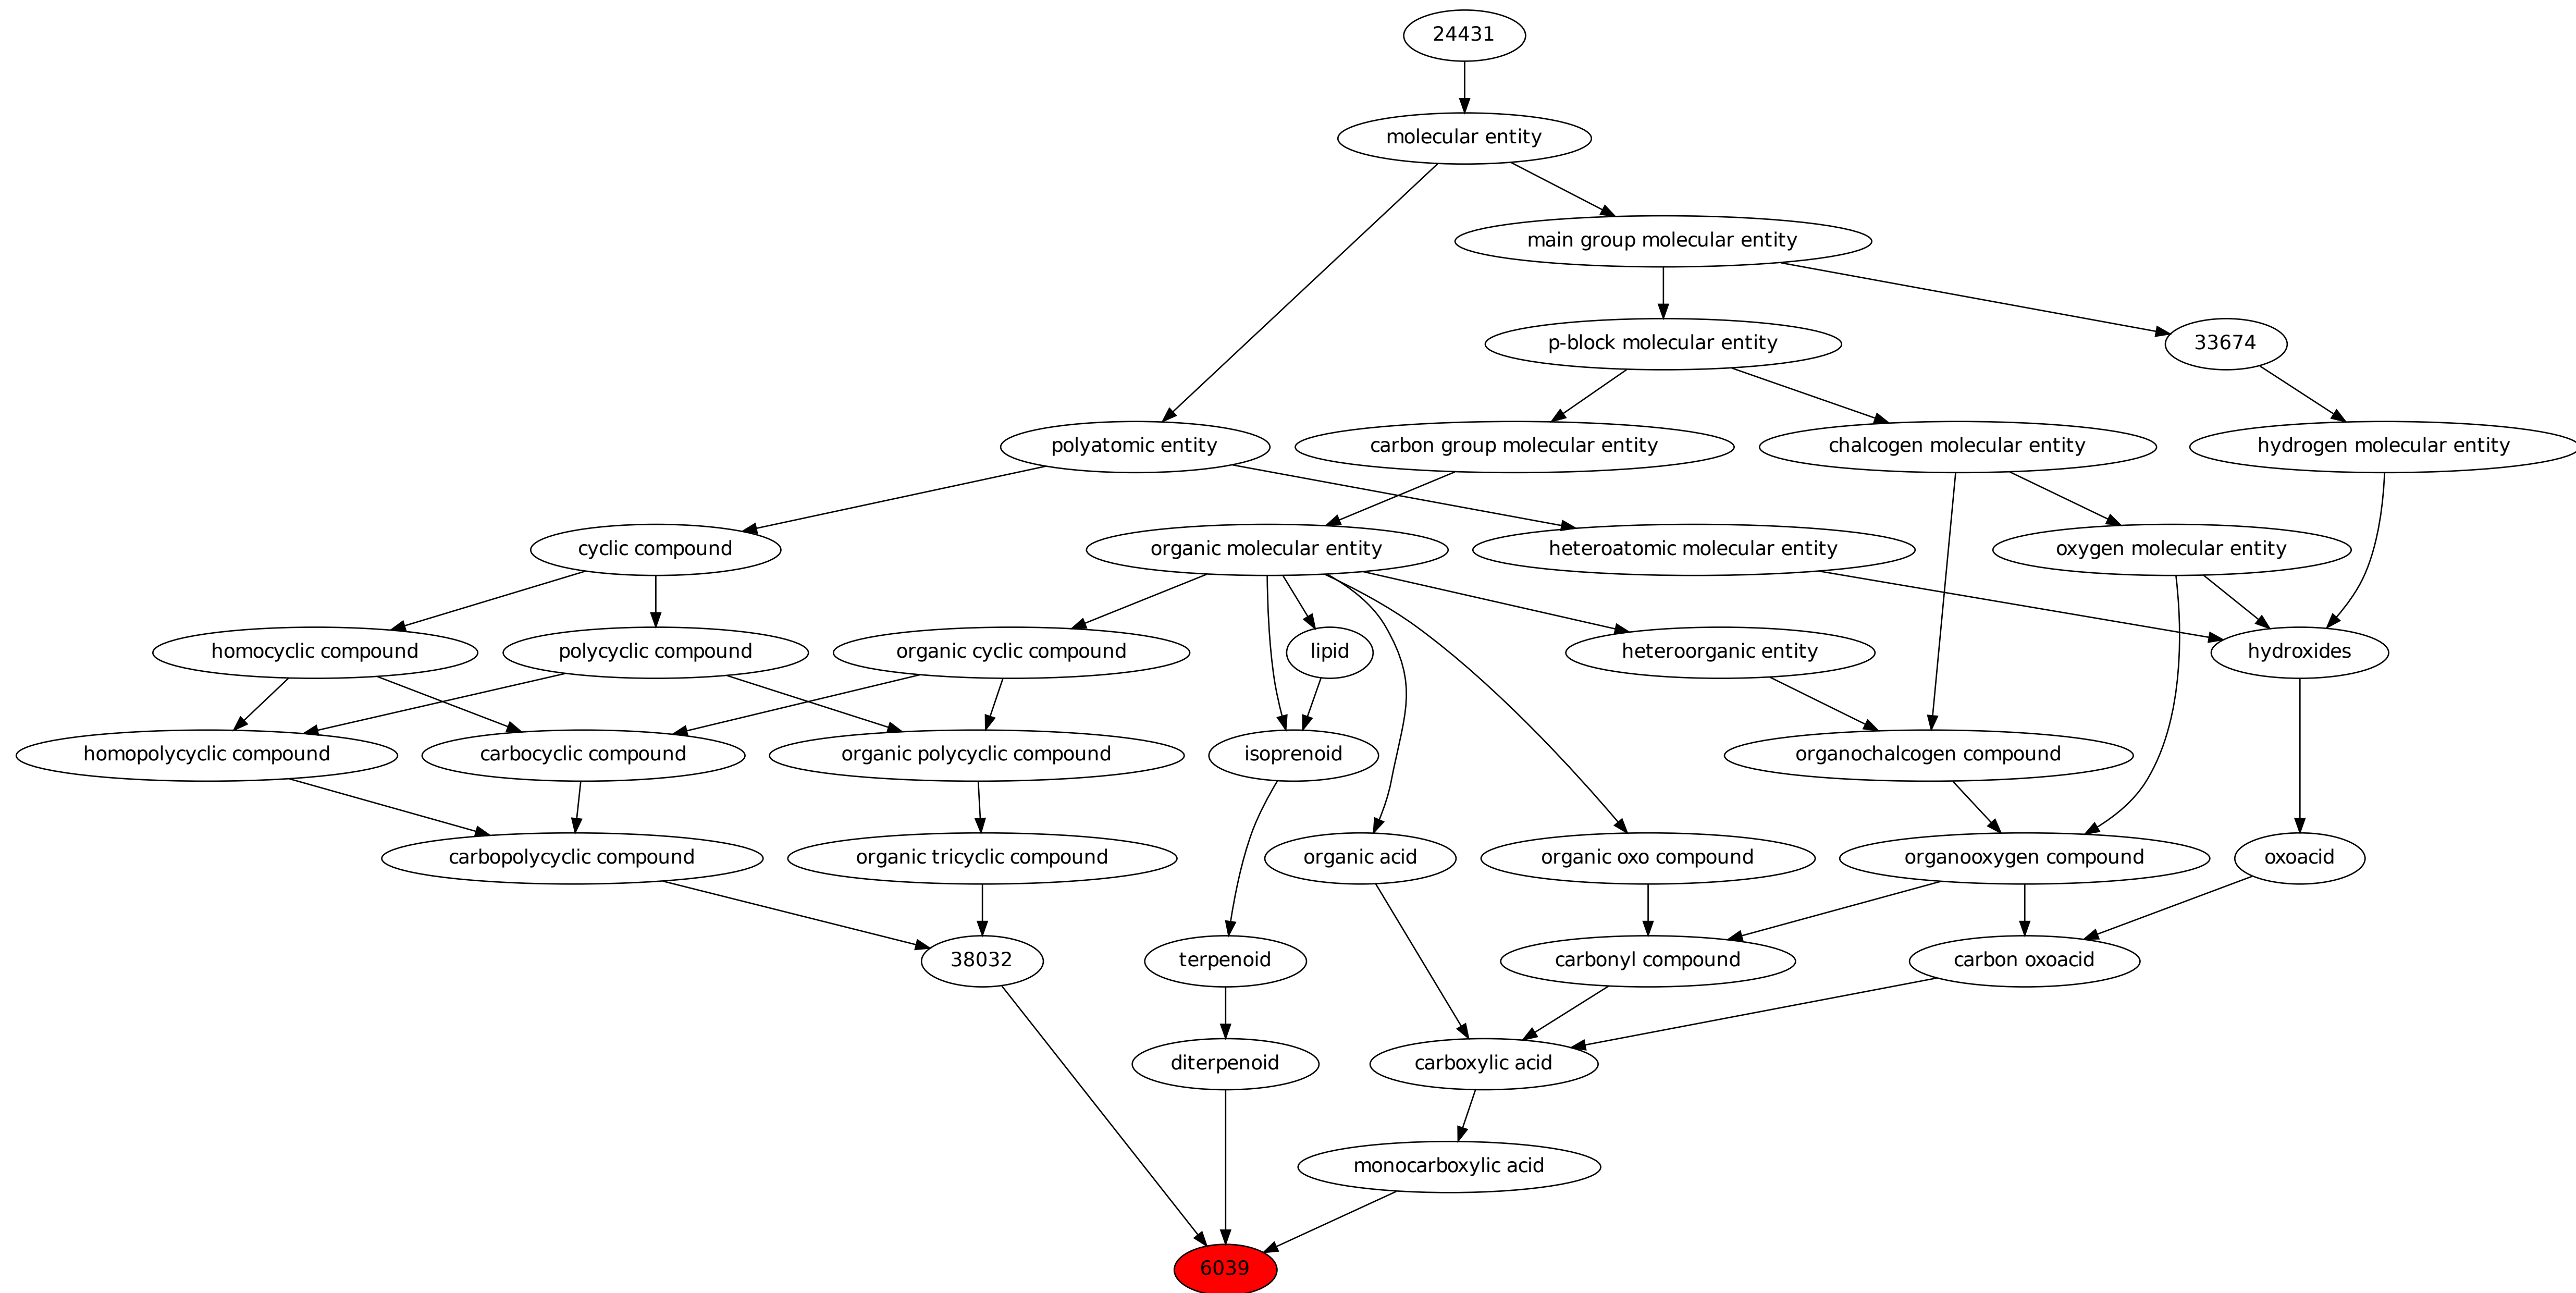 24431
molecular entity
main group molecular entity
p-block molecular entity
33674
polyatomic entity
carbon group molecular entity
chalcogen molecular entity
hydrogen molecular entity
cyclic compound
organic molecular entity
heteroatomic molecular entity
oxygen molecular entity
homocyclic compound
polycyclic compound
organic cyclic compound
lipid
heteroorganic entity
hydroxides
homopolycyclic compound
carbocyclic compound
organic polycyclic compound
isoprenoid
organochalcogen compound
carbopolycyclic compound
organic tricyclic compound
organic acid
organic oxo compound
organooxygen compound
oxoacid
38032
terpenoid
carbonyl compound
carbon oxoacid
diterpenoid
carboxylic acid
monocarboxylic acid
6039